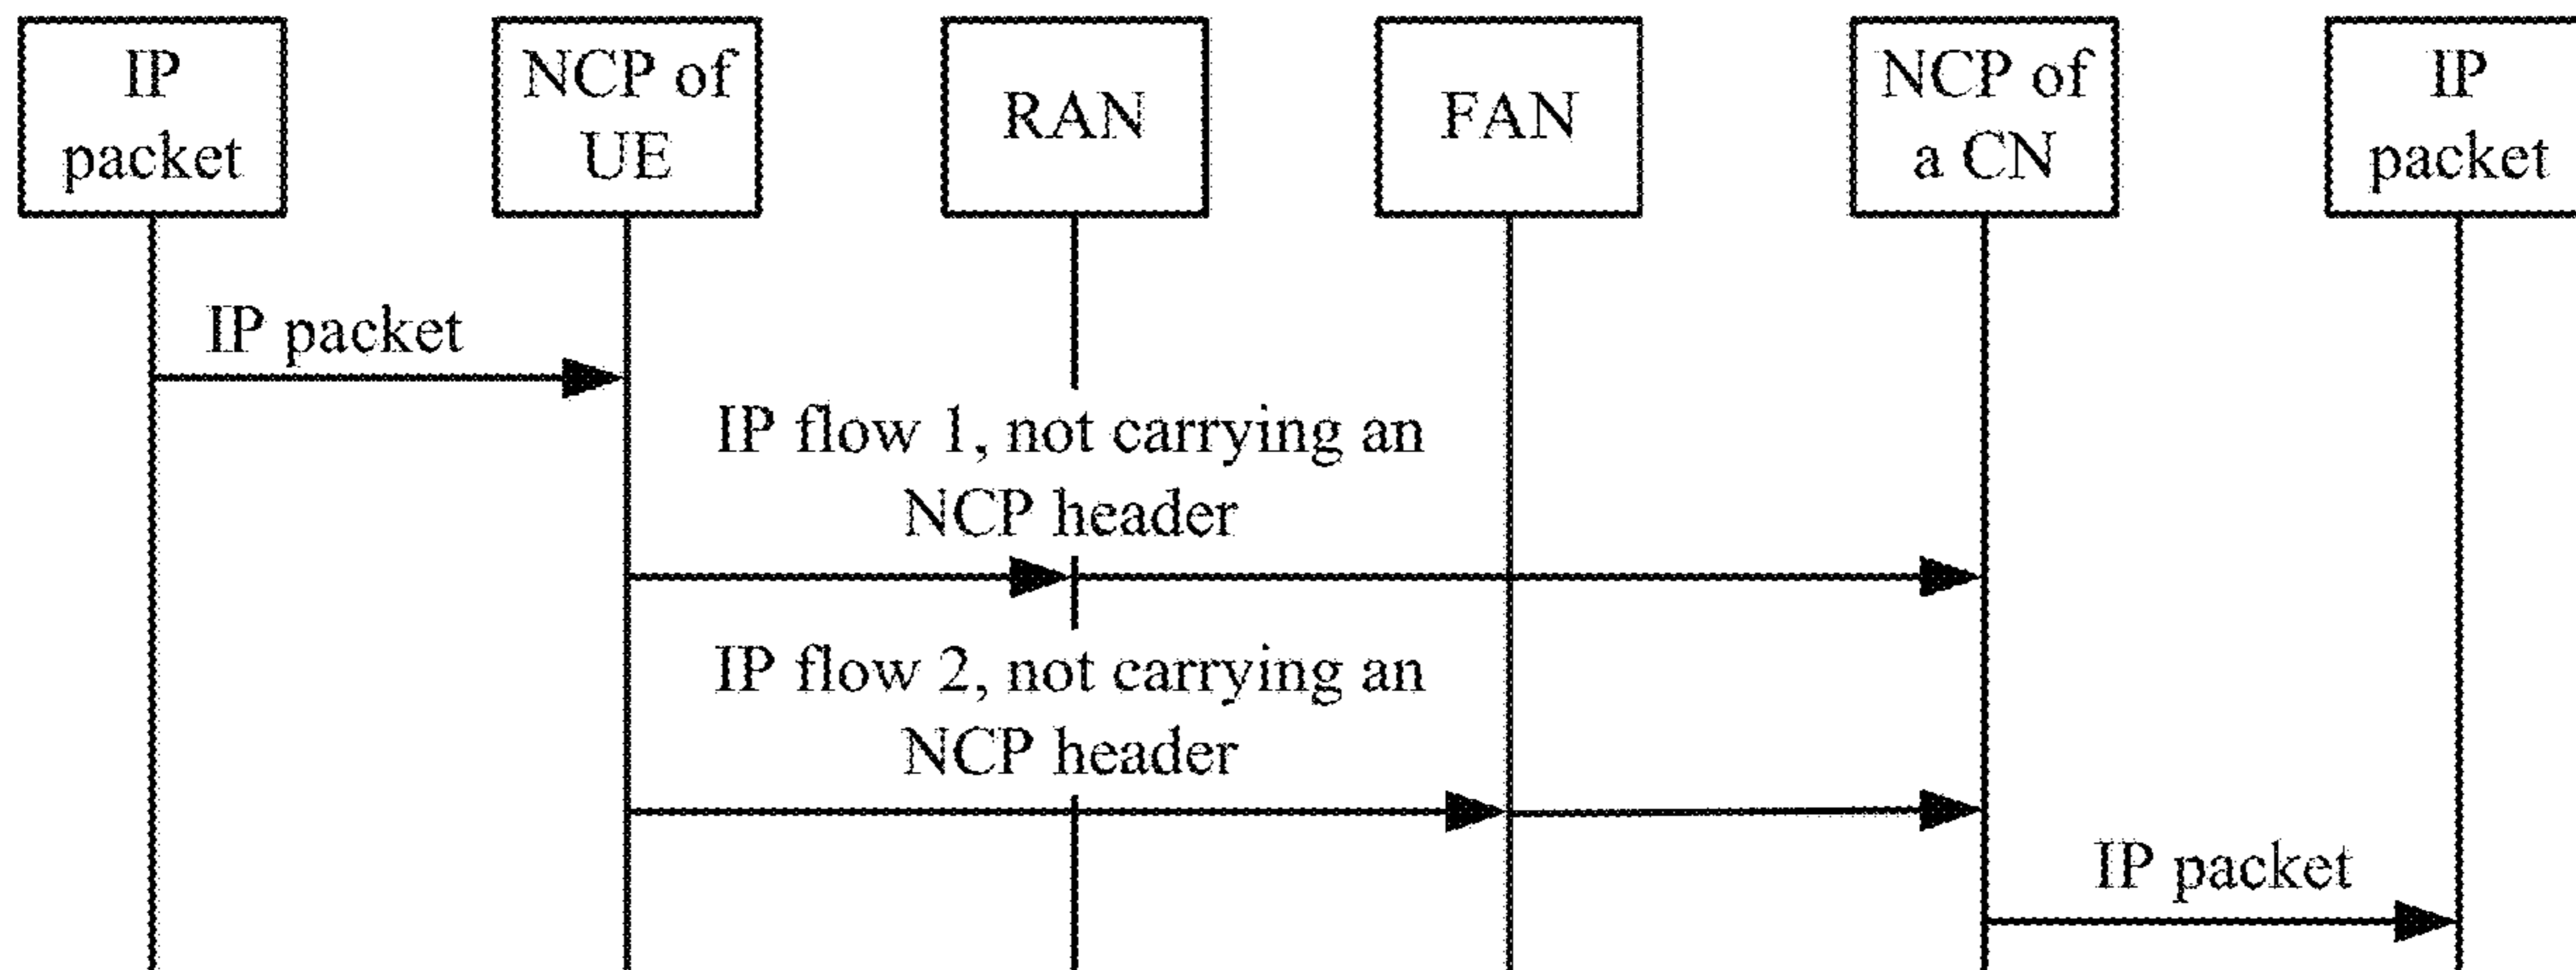 IP
packet
NCP of
UE
RAN
FAN
NCP of
a CN
IP
packet
IP packet
IP flow 1, not carrying an
NCP header
IP flow 2, not carrying an
NCP header
IP packet